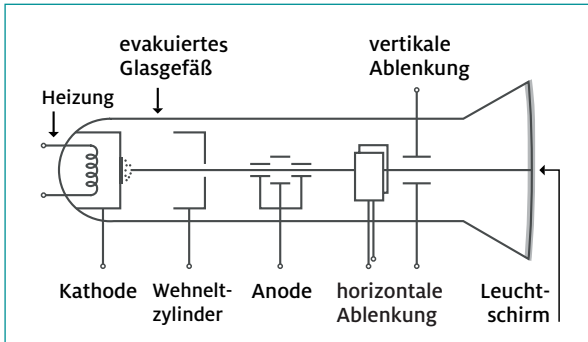 evakuiertes
Glasgefäß
vertikale
Ablenkung
Heizung
Kathode
Wehnelt-
zylinder
Anode
horizontale
Ablenkung
Leucht-
schirm